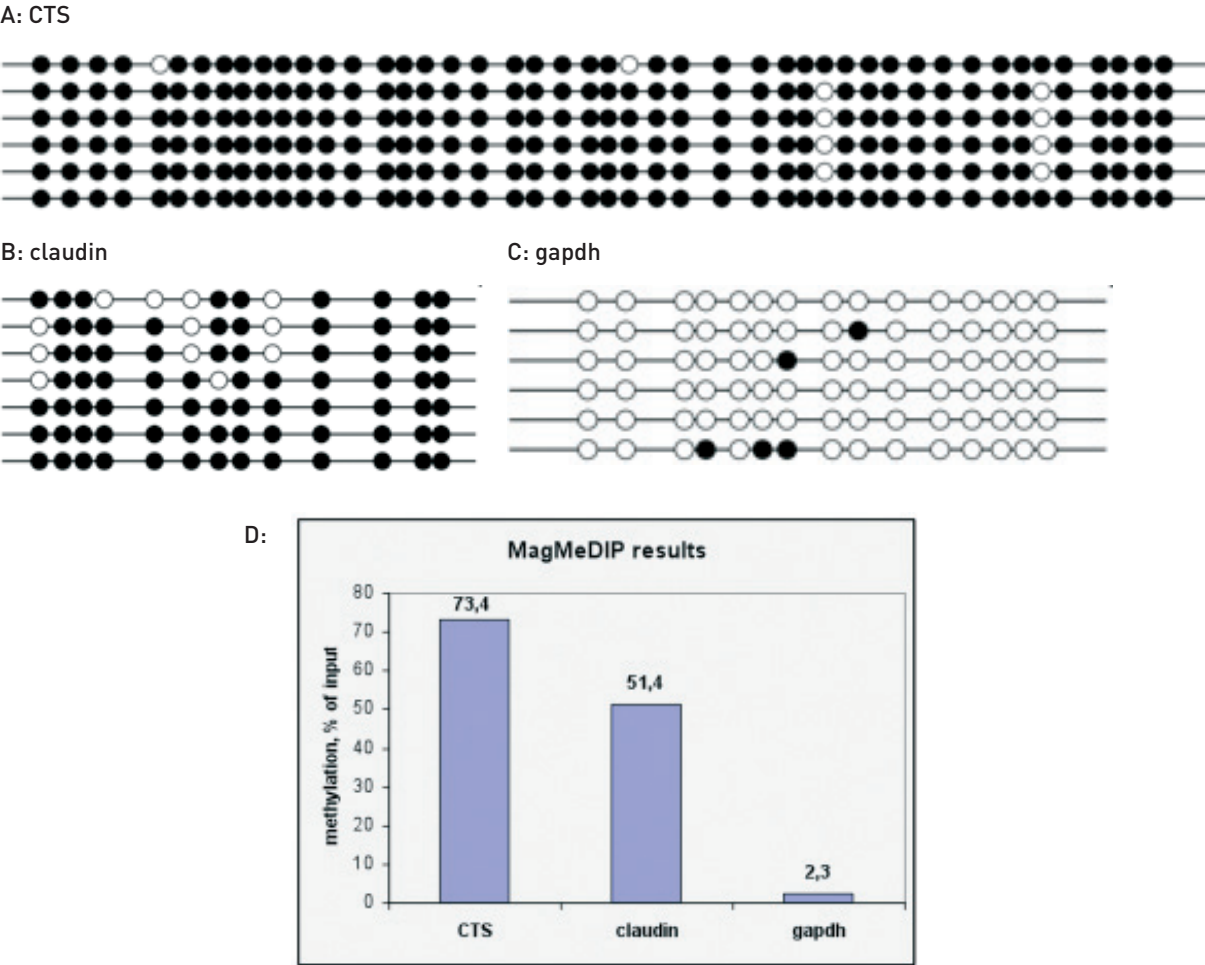 A: CTS
B: claudin
C: gapdh
D:
MagMeDIP results
methylation, % of input
80
70
60
50
40
30
20
10
0
73,4
51,4
2,3
CTS
claudin
gapdh